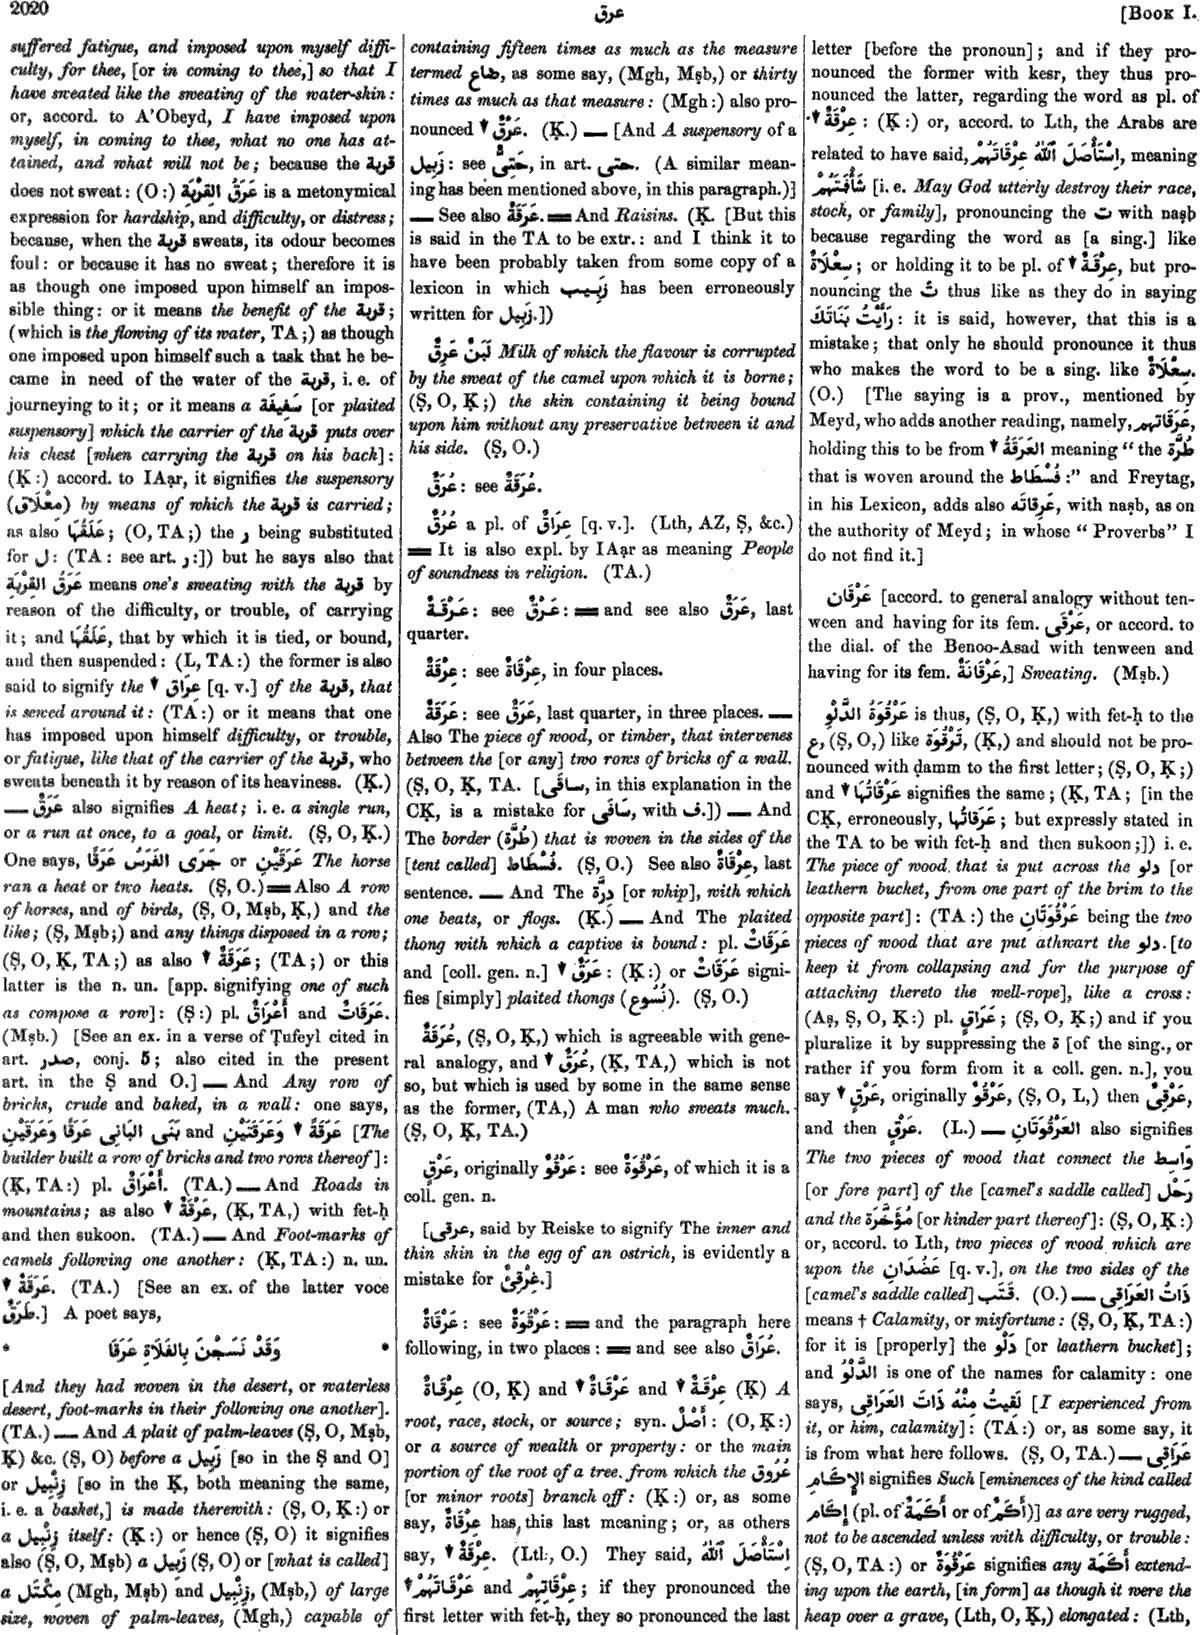 2020
عرق
[BOOK I.
suffered fatigue, and imposed upon myself diffi-
culty, for thee, [or in coming to thee,] so that I
have sweated like the sweating of the water-skin:
or, accord. to A'Obeyd, I have imposed upon
myself, in coming to thee, what no one has at-
tained, and what will not be; because the قربة
does not sweat: (O:) عَرَقُ القِرْبَةِ is a metonymical
expression for hardship, and difficulty, or distress;
because, when the قربة sweats, its odour becomes
foul: or because it has no sweat; therefore it is
as though one imposed upon himself an impos-
sible thing: or it means the benefit of the قربة;
(which is the flowing of its water, TA;) as though
one imposed upon himself such a task that he be-
came in need of the water of the قربة, i. e. of
journeying to it; or it means a سَفِيفَة [or plaited
suspensory] which the carrier of the قربة puts over
his chest [when carrying the قربة on his back]:
(Ḳ:) accord. to IAạr, it signifies the suspensory
(مِعْلَاق) by means of which the قربة is carried;
as also عَلَقُهَا; (O, TA;) the ر being substituted
for ل: (TA: see art. ر:]) but he says also that
عَرَقُ القِرْبَةِ means one's sweating with the قربة by
reason of the difficulty, or trouble, of carrying
it; and عَلَقُهَا, that by which it is tied, or bound,
and then suspended: (L, TA:) the former is also
said to signify the ↓ عِرَاق [q. v.] of the قربة, that
is sewed around it: (TA:) or it means that one
has imposed upon himself difficulty, or trouble,
or fatigue, like that of the carrier of the قربة, who
sweats beneath it by reason of its heaviness. (Ḳ.)
— عَرَقٌ also signifies A heat; i. e. a single run,
or a run at once, to a goal, or limit. (Ṣ, O, Ḳ.)
One says, جَرَى الفَرَسُ عَرَقًا or عَرَقَيْنِ The horse
ran a heat or two heats. (Ṣ, O.) = Also A row
of horses, and of birds, (Ṣ, O, Mṣb, Ḳ,) and the
like; (Ṣ, Mṣb;) and any things disposed in a row;
(Ṣ, O, Ḳ, TA;) as also ↓ عَرَقَةٌ; (TA;) or this
latter is the n. un. [app. signifying one of such
as compose a row]: (Ṣ:) pl. أَعْرَاقٌ and عَرَقَاتٌ.
(Mṣb.) [See an ex. in a verse of Ṭufeyl cited in
art. صدر, conj. 5; also cited in the present
art. in the Ṣ and O.] — And Any row of
bricks, crude and baked, in a wall: one says,
بَنَى البَانِى عَرَقًا وَعَرَقَيْنِ and ↓ عَرَقَةً وَعَرَقَتَيْنِ [The
builder built a row of bricks and two rows thereof]:
(Ḳ, TA:) pl. أَعْرَاقٌ. (TA.) — And Roads in
mountains; as also ↓ عَرْقَةٌ, (Ḳ, TA,) with fet-ḥ
and then sukoon. (TA.) — And Foot-marks of
camels following one another: (Ḳ, TA:) n. un.
↓ عَرَقَةٌ. (TA.) [See an ex. of the latter voce
طَرَقٌ.] A poet says,
* وَقَدْ نَسَجْنَ بِالفَلَاةِ عَرَقَا *
[And they had woven in the desert, or waterless
desert, foot-marks in their following one another].
(TA.) — And A plait of palm-leaves (Ṣ, O, Mṣb,
Ḳ) &c. (Ṣ, O) before a زَبِيل [so in the Ṣ and O]
or زِنْبِيل [so in the Ḳ, both meaning the same,
i. e. a basket,] is made therewith: (Ṣ, O, Ḳ:) or
a زِنْبِيل itself: (Ḳ:) or hence (Ṣ, O) it signifies
also (Ṣ, O, Mṣb) a زَبِيل (Ṣ, O) or [what is called]
a مِكْتَل (Mgh, Mṣb) and زِنْبِيل, (Mṣb,) of large
size, woven of palm-leaves, (Mgh,) capable of
containing fifteen times as much as the measure
termed صَاع, as some say, (Mgh, Mṣb,) or thirty
times as much as that measure: (Mgh:) also pro-
nounced ↓ عَرْقٌ. (Ḳ.) — [And A suspensory of a
زَبِيل: see حَتِىٌّ, in art. حتى. (A similar mean-
ing has been mentioned above, in this paragraph.)]
— See also عَرَقَةٌ. = And Raisins. (Ḳ. [But this
is said in the TA to be extr.: and I think it to
have been probably taken from some copy of a
lexicon in which زَبِيب has been erroneously
written for زَبِيل.])
لَبَنٌ عَرِقٌ Milk of which the flavour is corrupted
by the sweat of the camel upon which it is borne;
(Ṣ, O, Ḳ;) the skin containing it being bound
upon him without any preservative between it and
his side. (Ṣ, O.)
عُرَقٌ: see عُرَقَةٌ.
عُرُقٌ a pl. of عِرَاقٌ [q. v.]. (Lth, AZ, Ṣ, &c.)
= It is also expl. by IAạr as meaning People
of soundness in religion. (TA.)
عَرْقَةٌ: see عَرْقٌ: = and see also عَرَقٌ, last
quarter.
عِرْقَةٌ: see عِرْقَاةٌ, in four places.
عَرَقَةٌ: see عَرَقٌ, last quarter, in three places. —
Also The piece of wood, or timber, that intervenes
between the [or any] two rows of bricks of a wall.
(Ṣ, O, Ḳ, TA. [ساقَى, in this explanation in the
CḲ, is a mistake for سَافَى, with ف.]) — And
The border (طُرَّة) that is woven in the sides of the
[tent called] فُسْطَاط. (Ṣ, O.) See also عِرْقَاةٌ, last
sentence. — And The دِرَّة [or whip], with which
one beats, or flogs. (Ḳ.) — And The plaited
thong with which a captive is bound: pl. عَرَقَاتٌ
and [coll. gen. n.] ↓ عَرَقٌ: (Ḳ:) or عَرَقَاتٌ signi-
fies [simply] plaited thongs (نُسُوع). (Ṣ, O.)
عُرَقَةٌ, (Ṣ, O, Ḳ,) which is agreeable with gene-
ral analogy, and ↓ عُرَقٌ, (Ḳ, TA,) which is not
so, but which is used by some in the same sense
as the former, (TA,) A man who sweats much.
(Ṣ, O, Ḳ, TA.)
عَرْقٍ, originally عَرْقُوٌ: see عَرْقُوَةٌ, of which it is a
coll. gen. n.
[عرقى, said by Reiske to signify The inner and
thin skin in the egg of an ostrich, is evidently a
mistake for غِرْقِئٌ.]
عَرْقَاةٌ: see عَرْقُوَةٌ: = and the paragraph here
following, in two places: = and see also عُرَاقٌ.
عِرْقَاةٌ (O, Ḳ) and ↓ عَرْقَاةٌ and ↓ عِرْقَةٌ (Ḳ) A
root, race, stock, or source; syn. أَصْلٌ: (O, Ḳ:)
or a source of wealth or property: or the main
portion of the root of a tree, from which the عُرُوق
[or minor roots] branch off: (Ḳ:) or, as some
say, عِرْقَاةٌ has this last meaning; or, as others
say, ↓ عِرْقَةٌ. (Lth, O.) They said, اِسْتَأْصَلَ ٱللّٰهُ
↓ عَرْقَاتَهُمْ and عِرْقَاتِهِمْ; if they pronounced the
first letter with fet-ḥ, they so pronounced the last
letter [before the pronoun]; and if they pro-
nounced the former with kesr, they thus pro-
nounced the latter, regarding the word as pl. of
↓ عِرْقَةٌ: (Ḳ:) or, accord. to Lth, the Arabs are
related to have said, اِسْتَأْصَلَ ٱللّٰهُ عِرْقَاتَهُمْ, meaning
شَأْفَتَهُمْ [i. e. May God utterly destroy their race,
stock, or family], pronouncing the ت with naṣb
because regarding the word as [a sing.] like
سِعْلَاةٌ; or holding it to be pl. of ↓ عِرْقَةٌ, but pro-
nouncing the تَ thus like as they do in saying
رَأَيْتُ بَنَاتَكَ: it is said, however, that this is a
mistake; that only he should pronounce it thus
who makes the word to be a sing. like سِعْلَاةٌ.
(O.) [The saying is a prov., mentioned by
Meyd, who adds another reading, namely, عَرَقَاتِهِم,
holding this to be from ↓ العَرَقَةُ meaning "the طُرَّة
that is woven around the فُسْطَاط:" and Freytag,
in his Lexicon, adds also عَرِقَاتَه, with naṣb, as on
the authority of Meyd; in whose "Proverbs" I
do not find it.]
عَرْقَان [accord. to general analogy without ten-
ween and having for its fem. عَرْقَى, or accord. to
the dial. of the Benoo-Asad with tenween and
having for its fem. عَرْقَانَةٌ,] Sweating. (Mṣb.)
عَرْقُوَةُ الدَّلْوِ is thus, (Ṣ, O, Ḳ,) with fet-ḥ to the
ع, (Ṣ, O,) like تَرْقُوَة, (Ḳ,) and should not be pro-
nounced with ḍamm to the first letter; (Ṣ, O, Ḳ;)
and ↓ عَرْقَاتُهَا signifies the same; (Ḳ, TA; [in the
CḲ, erroneously, عَرَقَاتُها; but expressly stated in
the TA to be with fet-ḥ and then sukoon;]) i. e.
The piece of wood that is put across the دلو [or
leathern bucket, from one part of the brim to the
opposite part]: (TA:) the عَرْقُوَتَانِ being the two
pieces of wood that are put athwart the دلو [to
keep it from collapsing and for the purpose of
attaching thereto the well-rope], like a cross:
(Aṣ, Ṣ, O, Ḳ:) pl. عَرَاقٍ; (Ṣ, O, Ḳ;) and if you
pluralize it by suppressing the ة [of the sing., or
rather if you form from it a coll. gen. n.], you
say ↓ عَرْقٍ, originally عَرْقُوٌ, (Ṣ, O, L,) then عَرْقِىٌ,
and then عَرْقٍ. (L.) — العَرْقُوَتَانِ also signifies
The two pieces of wood that connect the وَاسِط
[or fore part] of the [camel's saddle called] رَحْل
and the مُؤَخَّرَة [or hinder part thereof]: (Ṣ, O, Ḳ:)
or, accord. to Lth, two pieces of wood which are
upon the عَضُدَانِ [q. v.], on the two sides of the
[camel's saddle called] قَتَب. (O.) — ذَاتُ العَرَاقِى
means † Calamity, or misfortune: (Ṣ, O, Ḳ, TA:)
for it is [properly] the دَلْو [or leathern bucket];
and الدَّلْوُ is one of the names for calamity: one
says, لَقِيتُ مِنْهُ ذَاتَ العَرَاقِى [I experienced from
it, or him, calamity]: (TA:) or, as some say, it
is from what here follows. (Ṣ, O, TA.) — عَرَاقِى
الإِكَامِ signifies Such [eminences of the kind called
إِكَام (pl. of أَكَمَةٌ or of أَكَمٌ)] as are very rugged,
not to be ascended unless with difficulty, or trouble:
(Ṣ, O, TA:) or عَرْقُوَةٌ signifies any أَكَمَة extend-
ing upon the earth, [in form] as though it were the
heap over a grave, (Lth, O, Ḳ,) elongated: (Lth,